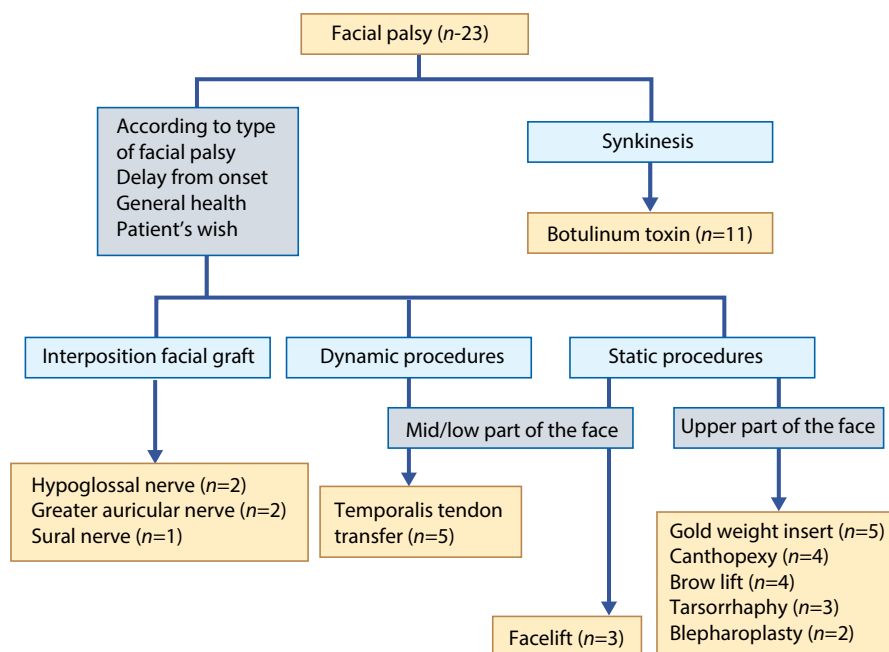 Facial palsy (n-23)
According to type
of facial palsy
Delay from onset
General health
Patient's wish
Synkinesis
Botulinum toxin (n=11)
Interposition facial graft
Dynamic procedures
Static procedures
Mid/low part of the face
Upper part of the face
Hypoglossal nerve (n=2)
Greater auricular nerve (n=2)
Sural nerve (n=1)
Temporalis tendon
transfer (n=5)
Gold weight insert (n=5)
Canthopexy (n=4)
Brow lift (n=4)
Tarsorrhaphy (n=3)
Blepharoplasty (n=2)
Facelift (n=3)